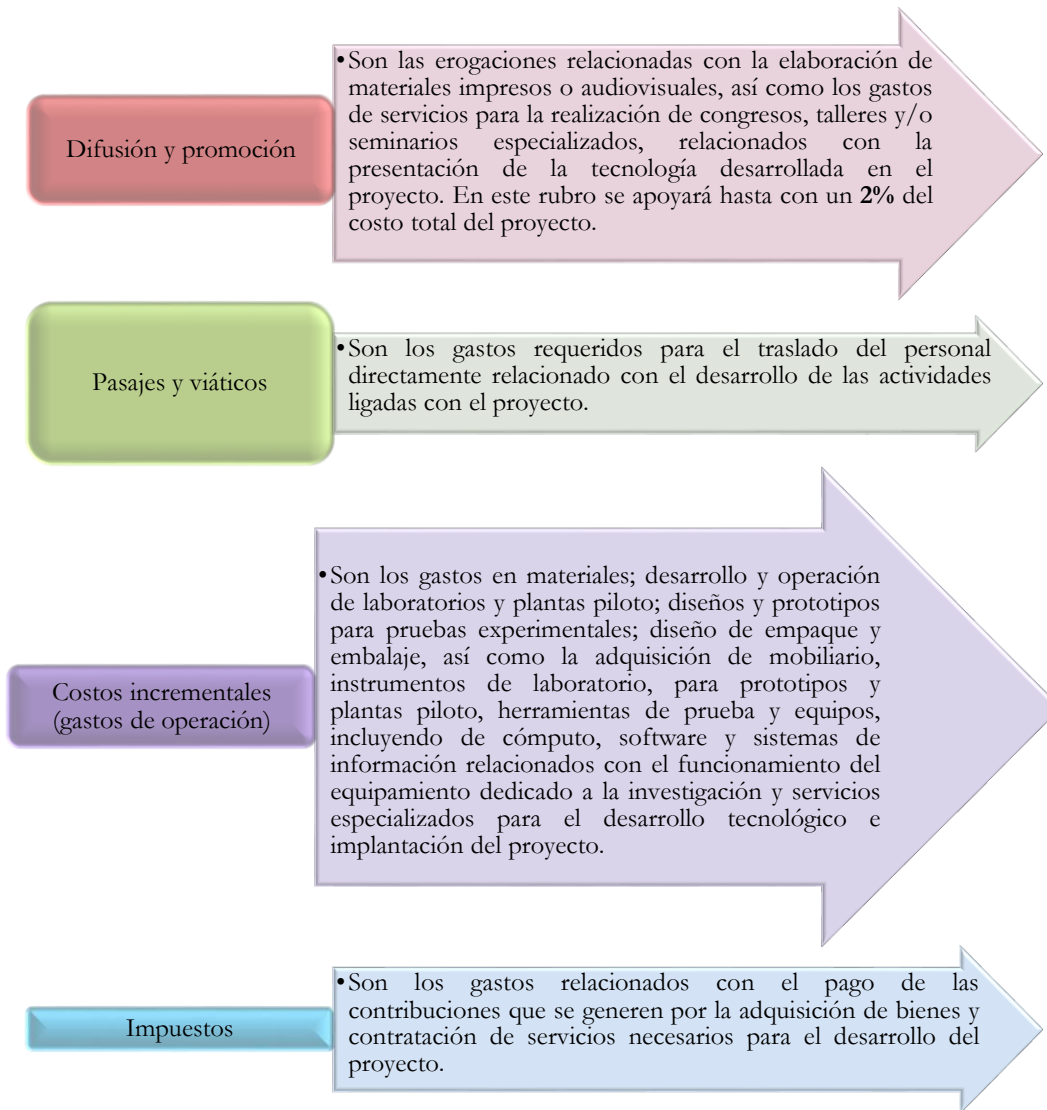 Difusión y promoción
•Son las erogaciones relacionadas con la elaboración de
materiales impresos o audiovisuales, así como los gastos
de servicios para la realización de congresos, talleres y/o
seminarios especializados, relacionados con la
presentación de la tecnología desarrollada en el
proyecto. En este rubro se apoyará hasta con un 2% del
costo total del proyecto.
Pasajes y viáticos
•Son los gastos requeridos para el traslado del personal
directamente relacionado con el desarrollo de las actividades
ligadas con el proyecto.
Costos incrementales
(gastos de operación)
•Son los gastos en materiales; desarrollo y operación
de laboratorios y plantas piloto; diseños y prototipos
para pruebas experimentales; diseño de empaque y
embalaje, así como la adquisición de mobiliario,
instrumentos de laboratorio, para prototipos y
plantas piloto, herramientas de prueba y equipos,
incluyendo de cómputo, software y sistemas de
información relacionados con el funcionamiento del
equipamiento dedicado a la investigación y servicios
especializados para el desarrollo tecnológico e
implantación del proyecto.
Impuestos
•Son los gastos relacionados con el pago de las
contribuciones que se generen por la adquisición de bienes y
contratación de servicios necesarios para el desarrollo del
proyecto.